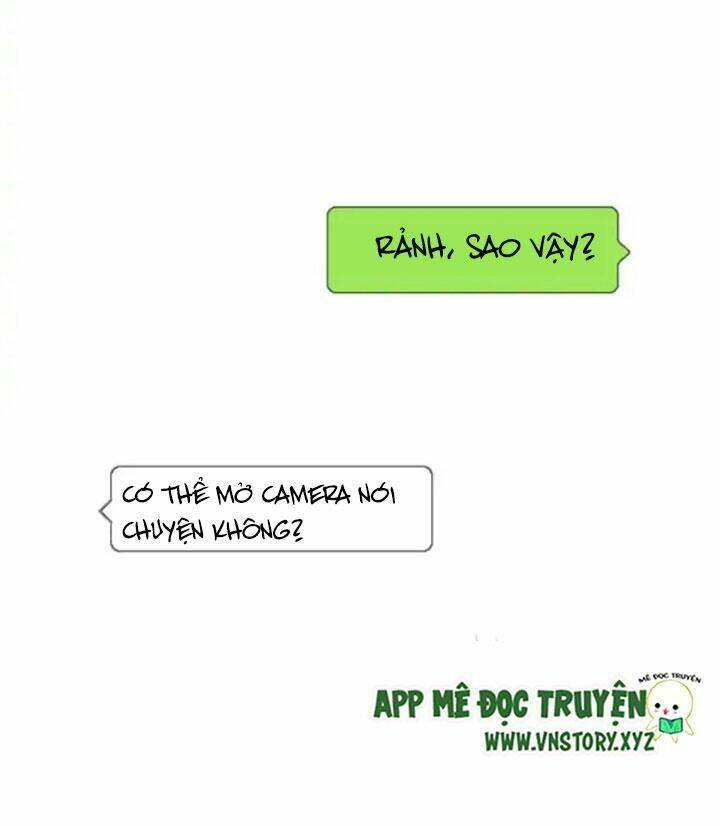 RẢNH, SAO VẬY?
CÓ THỂ MỞ CAMERA NÓI
CHUYỆN KHÔNG?
MÊ ĐỌC TRUYỆN
APP MÊ ĐỌC TRUYỆN
WWW.VNSTORY.XYZ